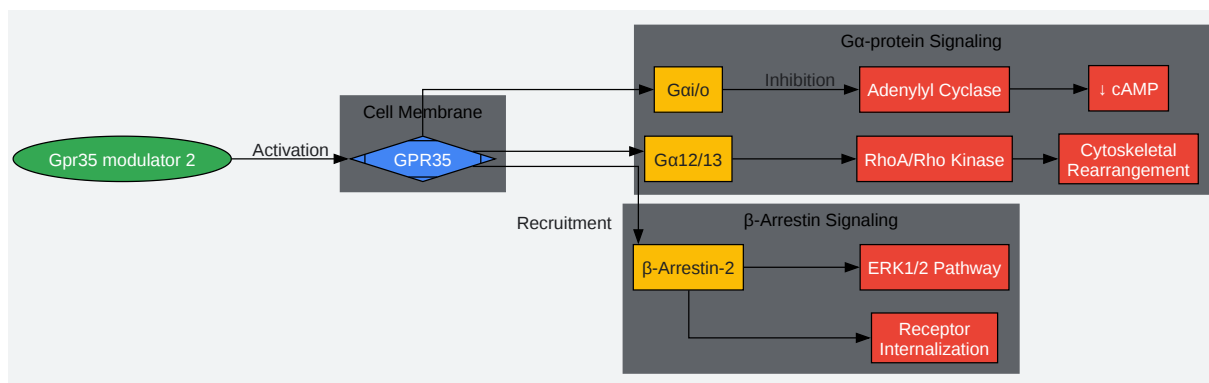 Gα-protein Signaling
Gαi/o
Inhibition
Adenylyl Cyclase
↓ cAMP
Cell Membrane
Gpr35 modulator 2
Activation
GPR35
Gα12/13
RhoA/Rho Kinase
Cytoskeletal
Rearrangement
Recruitment
β-Arrestin Signaling
β-Arrestin-2
ERK1/2 Pathway
Receptor
Internalization